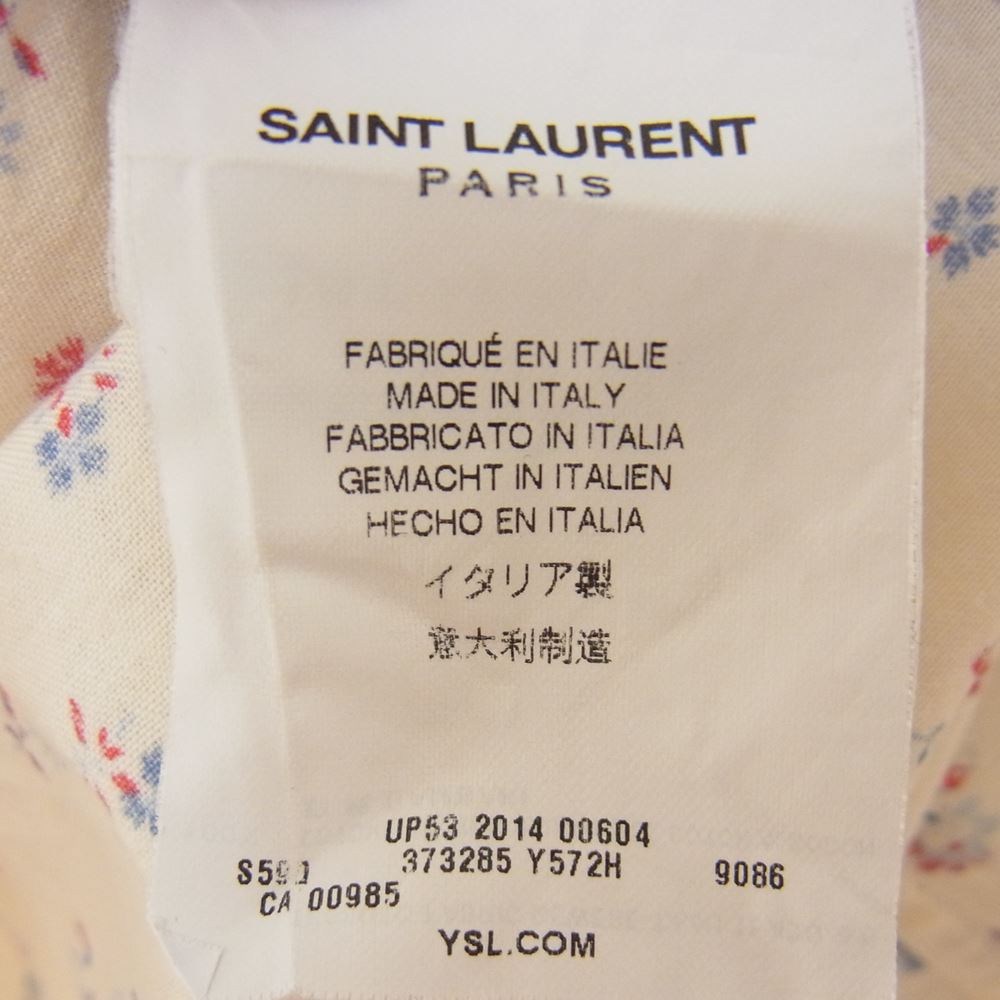 SAINT LAURENT
PARIS
FABRIQUÉ EN ITALIE
MADE IN ITALY
FABBRICATO IN ITALIA
GEMACHT IN ITALIEN
HECHO EN ITALIA
イタリア製
意大利制造
UP53 2014 00604
373285 Y572H 9086
CA 00985
YSL.COM